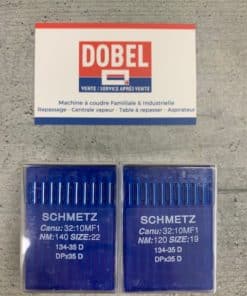 DOBEL
VENTE / SERVICE APRÈS VENTE
Machine à coudre Familiale & Industrielle
Repassage - Centrale vapeur - Table à repasser - Aspirateur
SCHMETZ
Canu: 32:10MF1
NM: 140 SIZE: 22
134-35 D
DPx35 D
SCHMETZ
Canu: 32:10MF1
NM: 120 SIZE: 19
134-35 D
DPx35 D